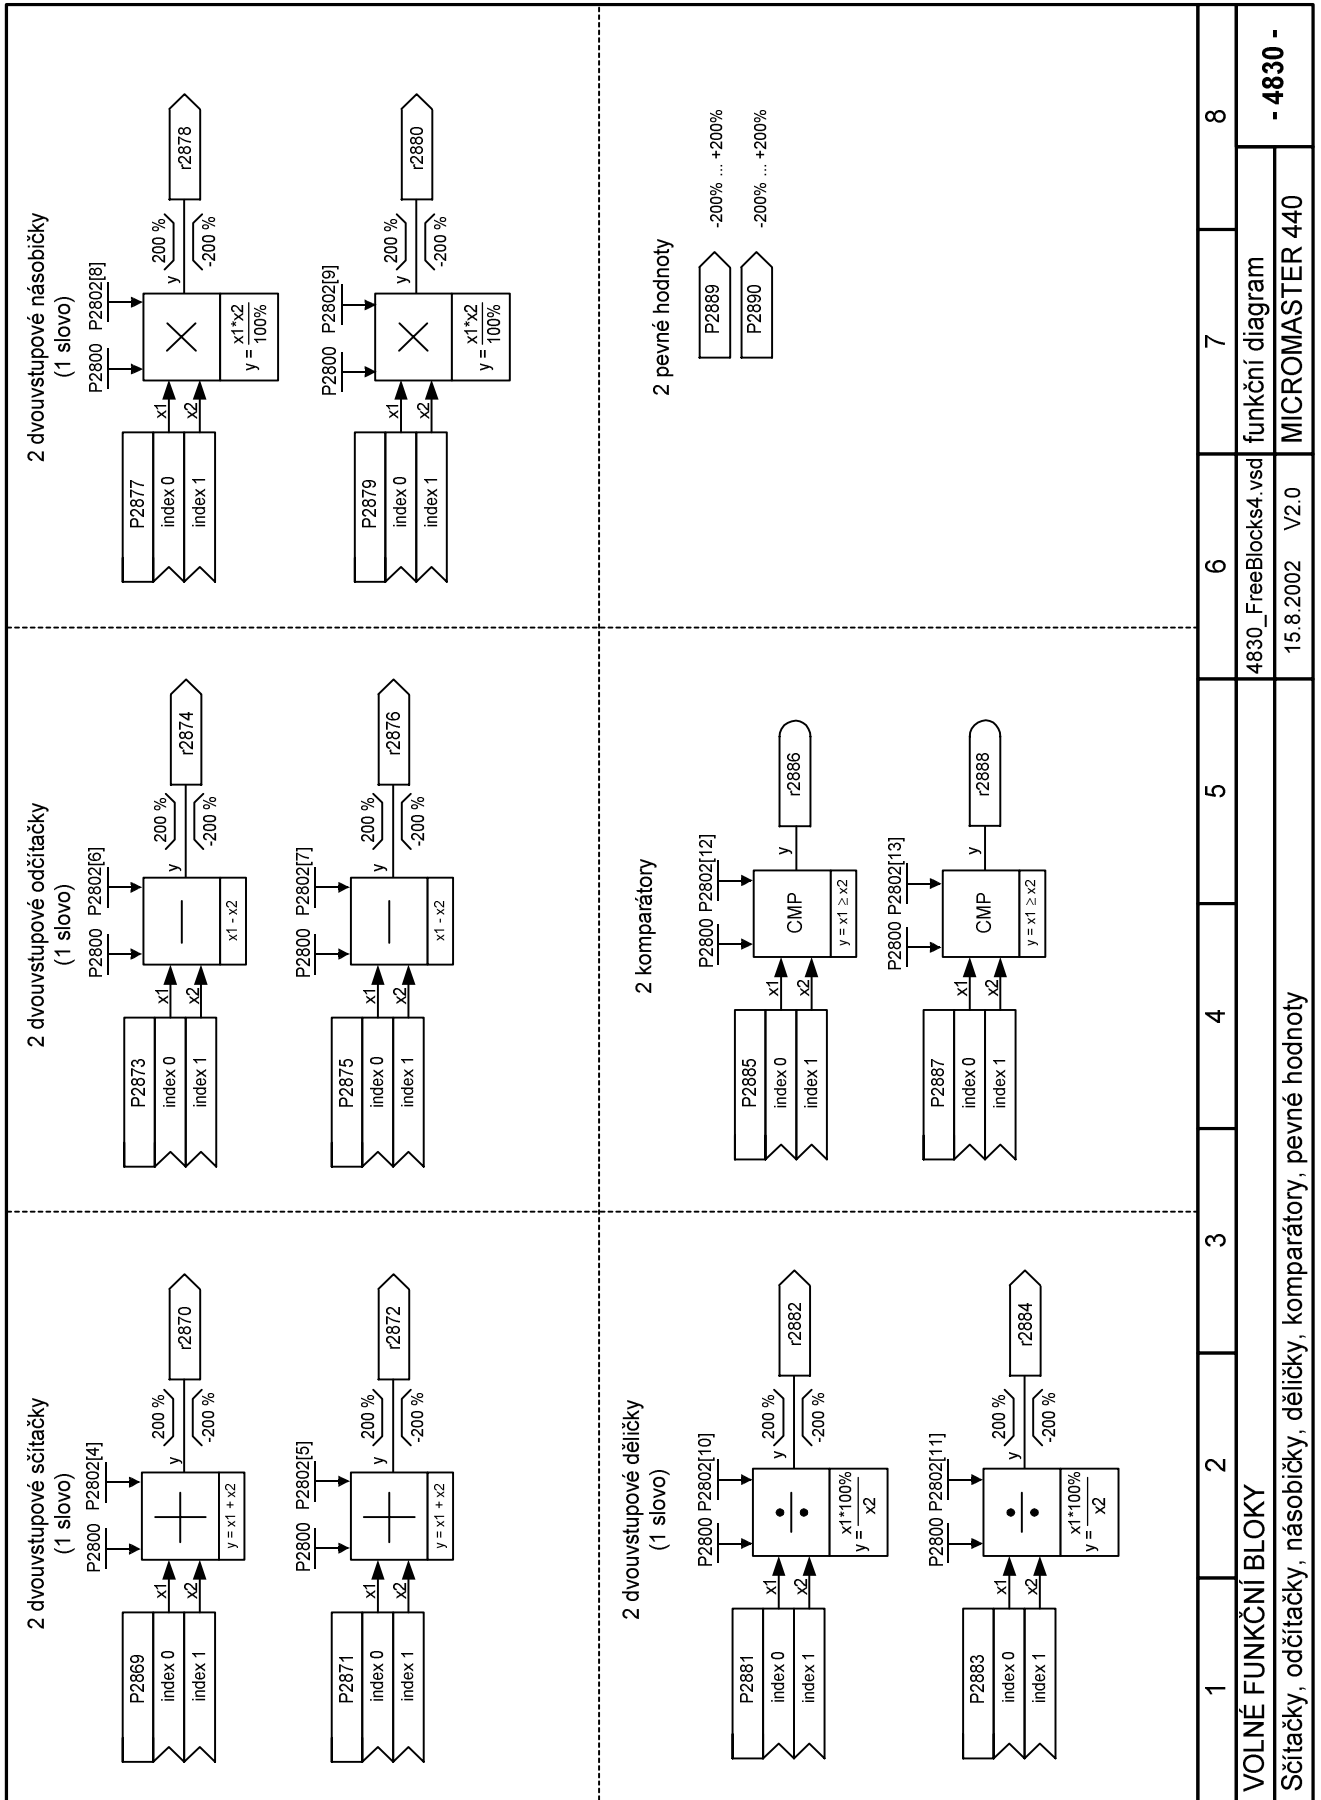 2 dvouvstupové sčítačky
(1 slovo)
P2800 P2802[4]
P2869
index 0
index 1
x1
x2
y = x1 + x2
y
200 %
-200 %
r2870
P2800 P2802[5]
P2871
index 0
index 1
x1
x2
y = x1 + x2
y
200 %
-200 %
r2872
2 dvouvstupové odčítačky
(1 slovo)
P2800 P2802[6]
P2873
index 0
index 1
x1
x2
x1 - x2
y
200 %
-200 %
r2874
P2800 P2802[7]
P2875
index 0
index 1
x1
x2
x1 - x2
y
200 %
-200 %
r2876
2 dvouvstupové násobičky
(1 slovo)
P2800 P2802[8]
P2877
index 0
index 1
x1
x2
y = x1*x2
100%
y
200 %
-200 %
r2878
P2800 P2802[9]
P2879
index 0
index 1
x1
x2
y = x1*x2
100%
y
200 %
-200 %
r2880
2 dvouvstupové děličky
(1 slovo)
P2800 P2802[10]
P2881
index 0
index 1
x1
x2
y = x1*100%
x2
y
200 %
-200 %
r2882
P2800 P2802[11]
P2883
index 0
index 1
x1
x2
y = x1*100%
x2
y
200 %
-200 %
r2884
2 komparátory
P2800 P2802[12]
P2885
index 0
index 1
x1
x2
CMP
y = x1 ≥ x2
y
r2886
P2800 P2802[13]
P2887
index 0
index 1
x1
x2
CMP
y = x1 ≥ x2
y
r2888
2 pevné hodnoty
P2889 -200% ... +200%
P2890 -200% ... +200%
1 2 3 4 5 6 7 8
VOLNÉ FUNKČNÍ BLOKY 4830_FreeBlocks4.vsd funkční diagram - 4830 -
Sčítačky, odčítačky, násobičky, děličky, komparátory, pevné hodnoty 15.8.2002 V2.0 MICROMASTER 440